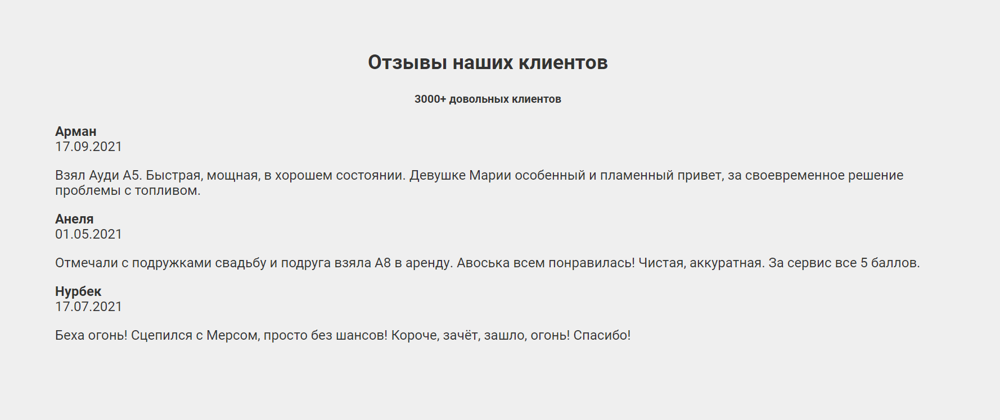 Отзывы наших клиентов
3000+ довольных клиентов
Арман
17.09.2021
Взял Ауди А5. Быстрая, мощная, в хорошем состоянии. Девушке Марии особенный и пламенный привет, за своевременное решение
проблемы с топливом.
Анеля
01.05.2021
Отмечали с подружками свадьбу и подруга взяла А8 в аренду. Авоська всем понравилась! Чистая, аккуратная. За сервис все 5 баллов.
Нурбек
17.07.2021
Беха огонь! Сцепился с Мерсом, просто без шансов! Короче, зачёт, зашло, огонь! Спасибо!